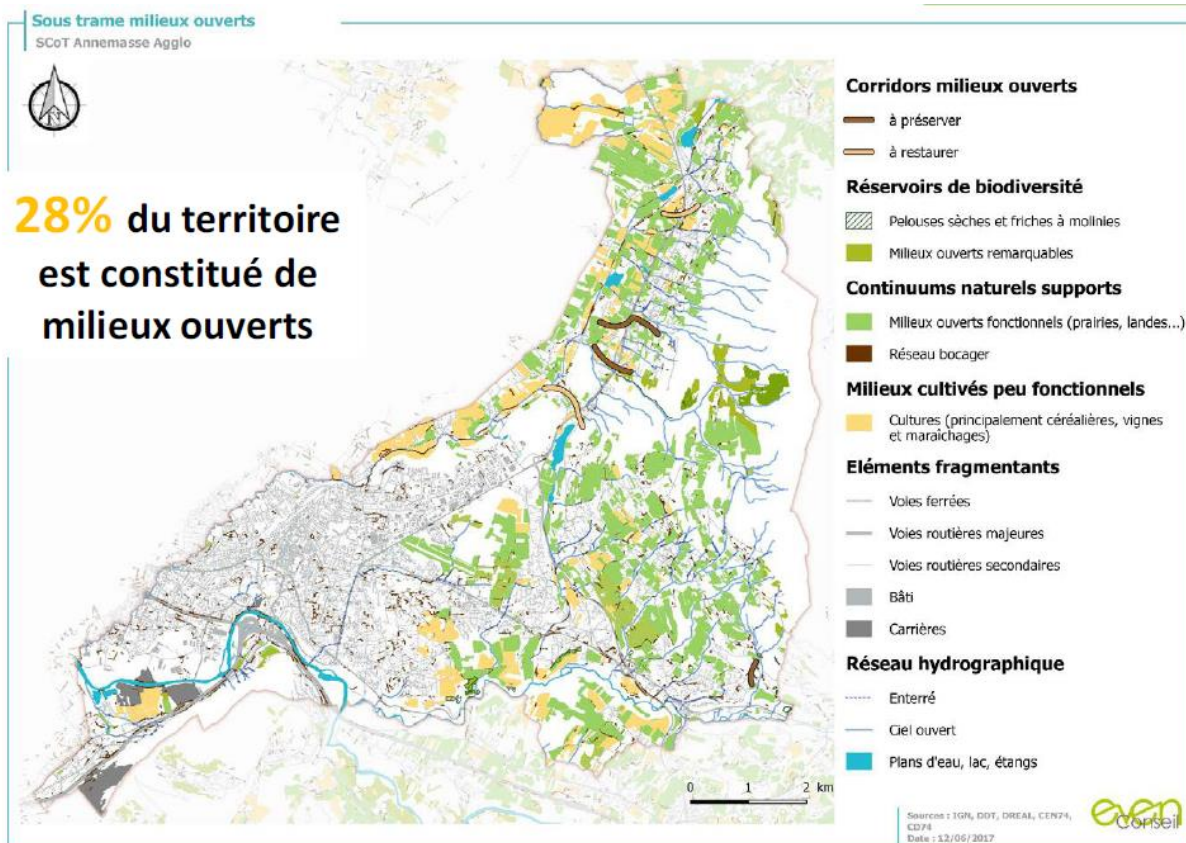 Sous trame milieux ouverts
SCoT Annemasse Agglo
28% du territoire
est constitué de
milieux ouverts
Corridors milieux ouverts
à préserver
à restaurer
Réservoirs de biodiversité
Pelouses sèches et friches à molinies
Milieux ouverts remarquables
Continuums naturels supports
Milieux ouverts fonctionnels (prairies, landes...)
Réseau bocager
Milieux cultivés peu fonctionnels
Cultures (principalement céréalières, vignes
et maraîchages)
Eléments fragmentants
Voies ferrées
Voies routières majeures
Voies routières secondaires
Bâti
Carrières
Réseau hydrographique
Enterré
Ciel ouvert
Plans d'eau, lac, étangs
0 1 2 km
Sources : IGN, DDT, DREAL, CEN74,
CD74
Date : 12/06/2017
even
Conseil